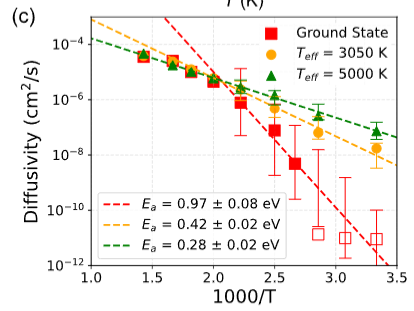 T (K)
(c)
Ground State
T_eff = 3050 K
T_eff = 5000 K
Diffusivity (cm²/s)
10⁻⁴
10⁻⁶
10⁻⁸
10⁻¹⁰
10⁻¹²
E_a = 0.97 ± 0.08 eV
E_a = 0.42 ± 0.02 eV
E_a = 0.28 ± 0.02 eV
1.0 1.5 2.0 2.5 3.0 3.5
1000/T